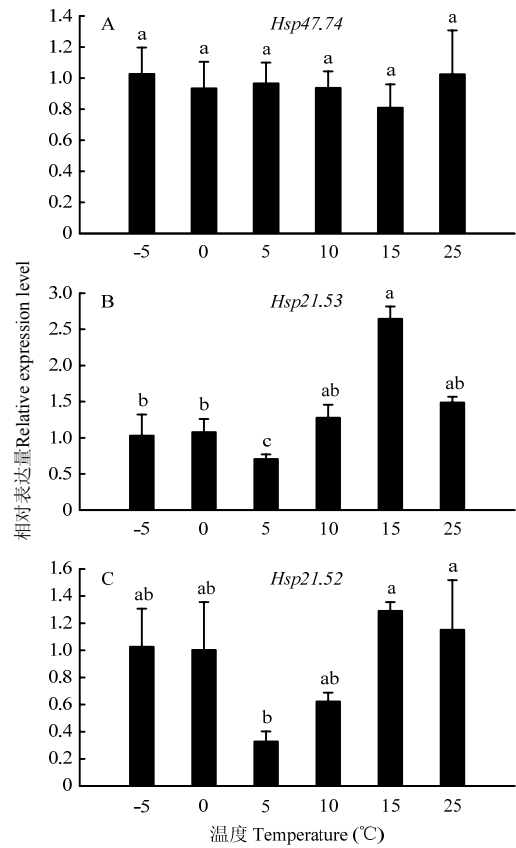 相对表达量Relative expression level
A Hsp47.74
1.4
1.2
1.0
0.8
0.6
0.4
0.2
0
a a a a a a
-5 0 5 10 15 25
B Hsp21.53
3.0
2.5
2.0
1.5
1.0
0.5
0
b b c ab a ab
-5 0 5 10 15 25
C Hsp21.52
1.6
1.4
1.2
1.0
0.8
0.6
0.4
0.2
0
ab ab b ab a a
-5 0 5 10 15 25
温度 Temperature (℃)